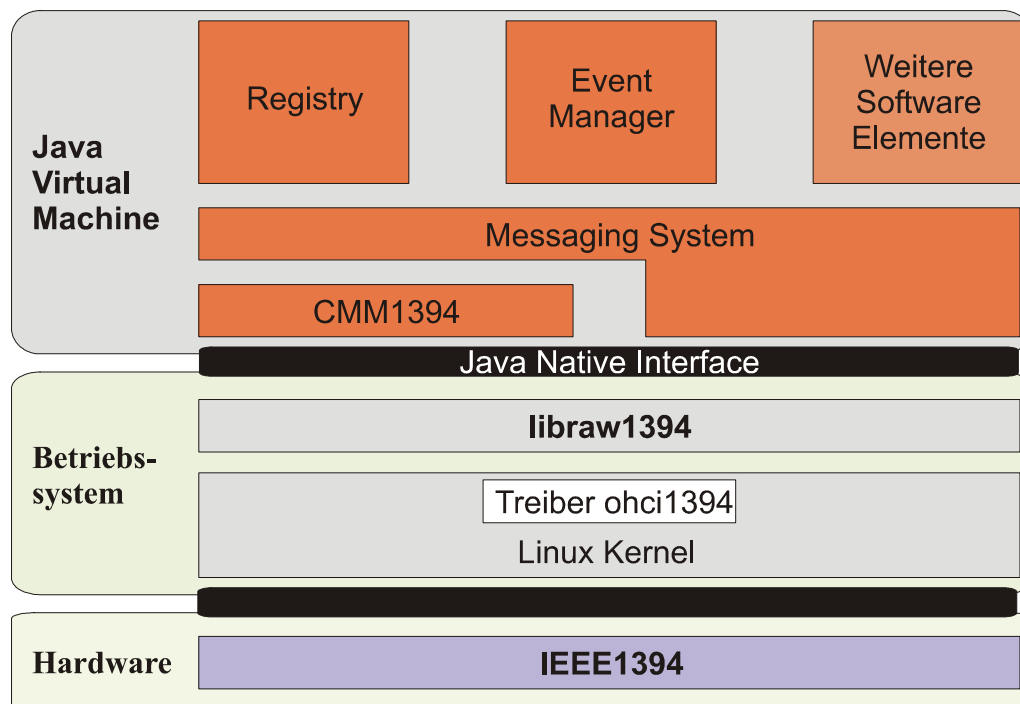 Registry
Event
Manager
Weitere
Software
Elemente
Java
Virtual
Machine
Messaging System
CMM1394
Java Native Interface
libraw1394
Betriebs-
system
Treiber ohci1394
Linux Kernel
Hardware
IEEE1394